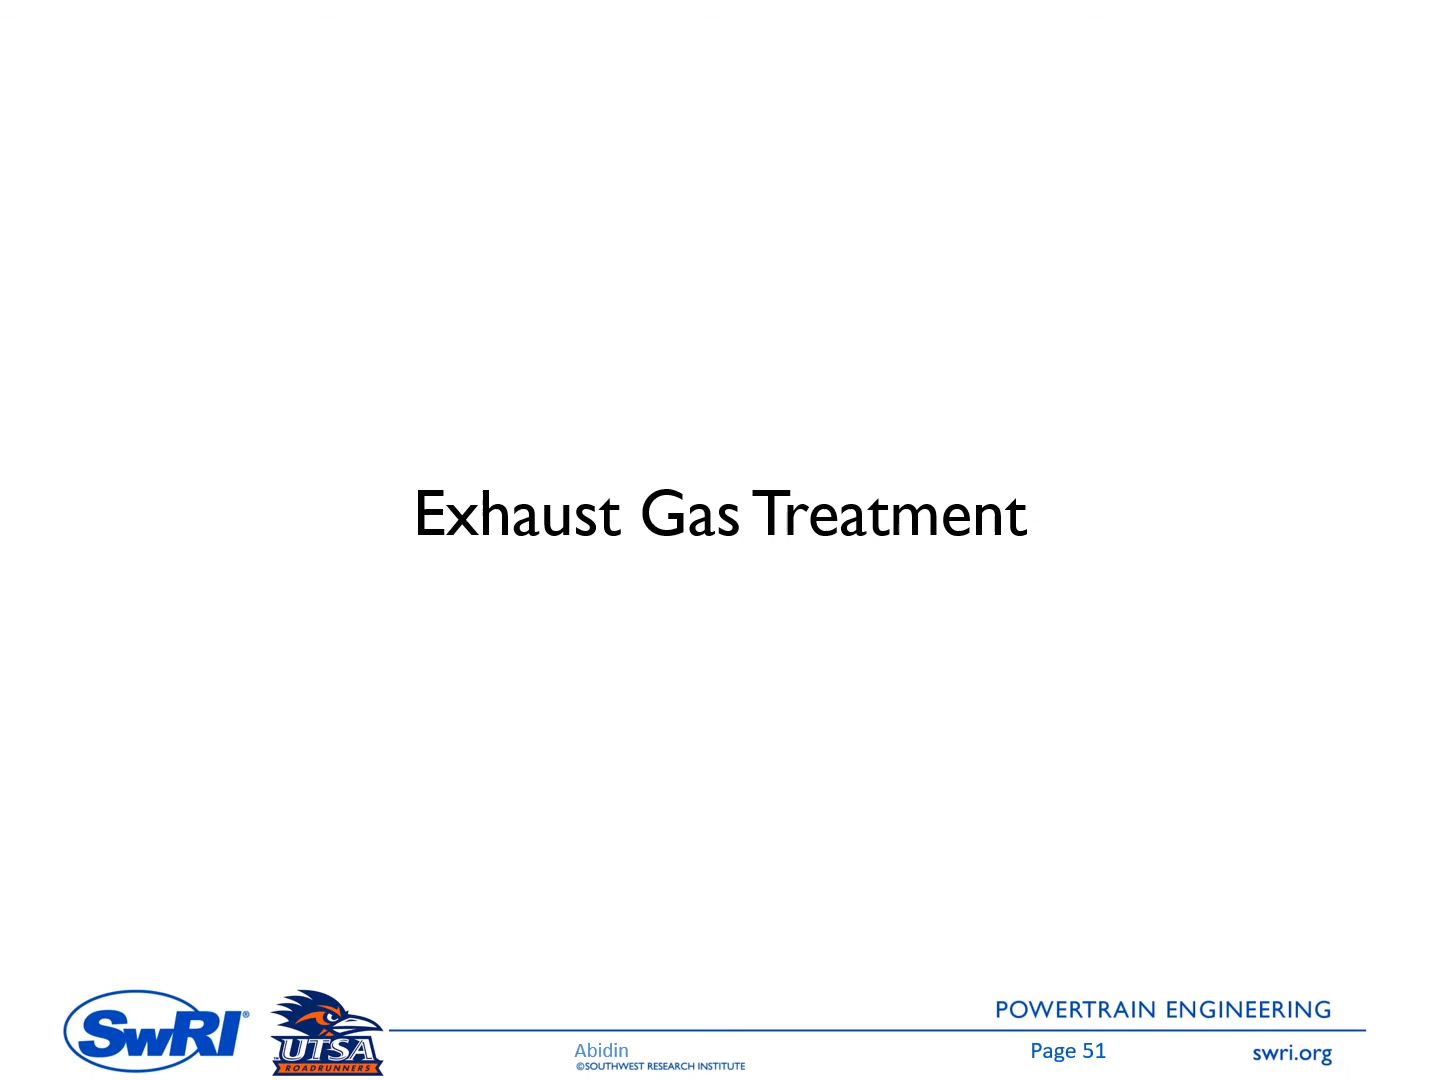 Exhaust Gas Treatment
SwRI®
UTSA
ROADRUNNERS
POWERTRAIN ENGINEERING
Abidin
©SOUTHWEST RESEARCH INSTITUTE
Page 51
swri.org